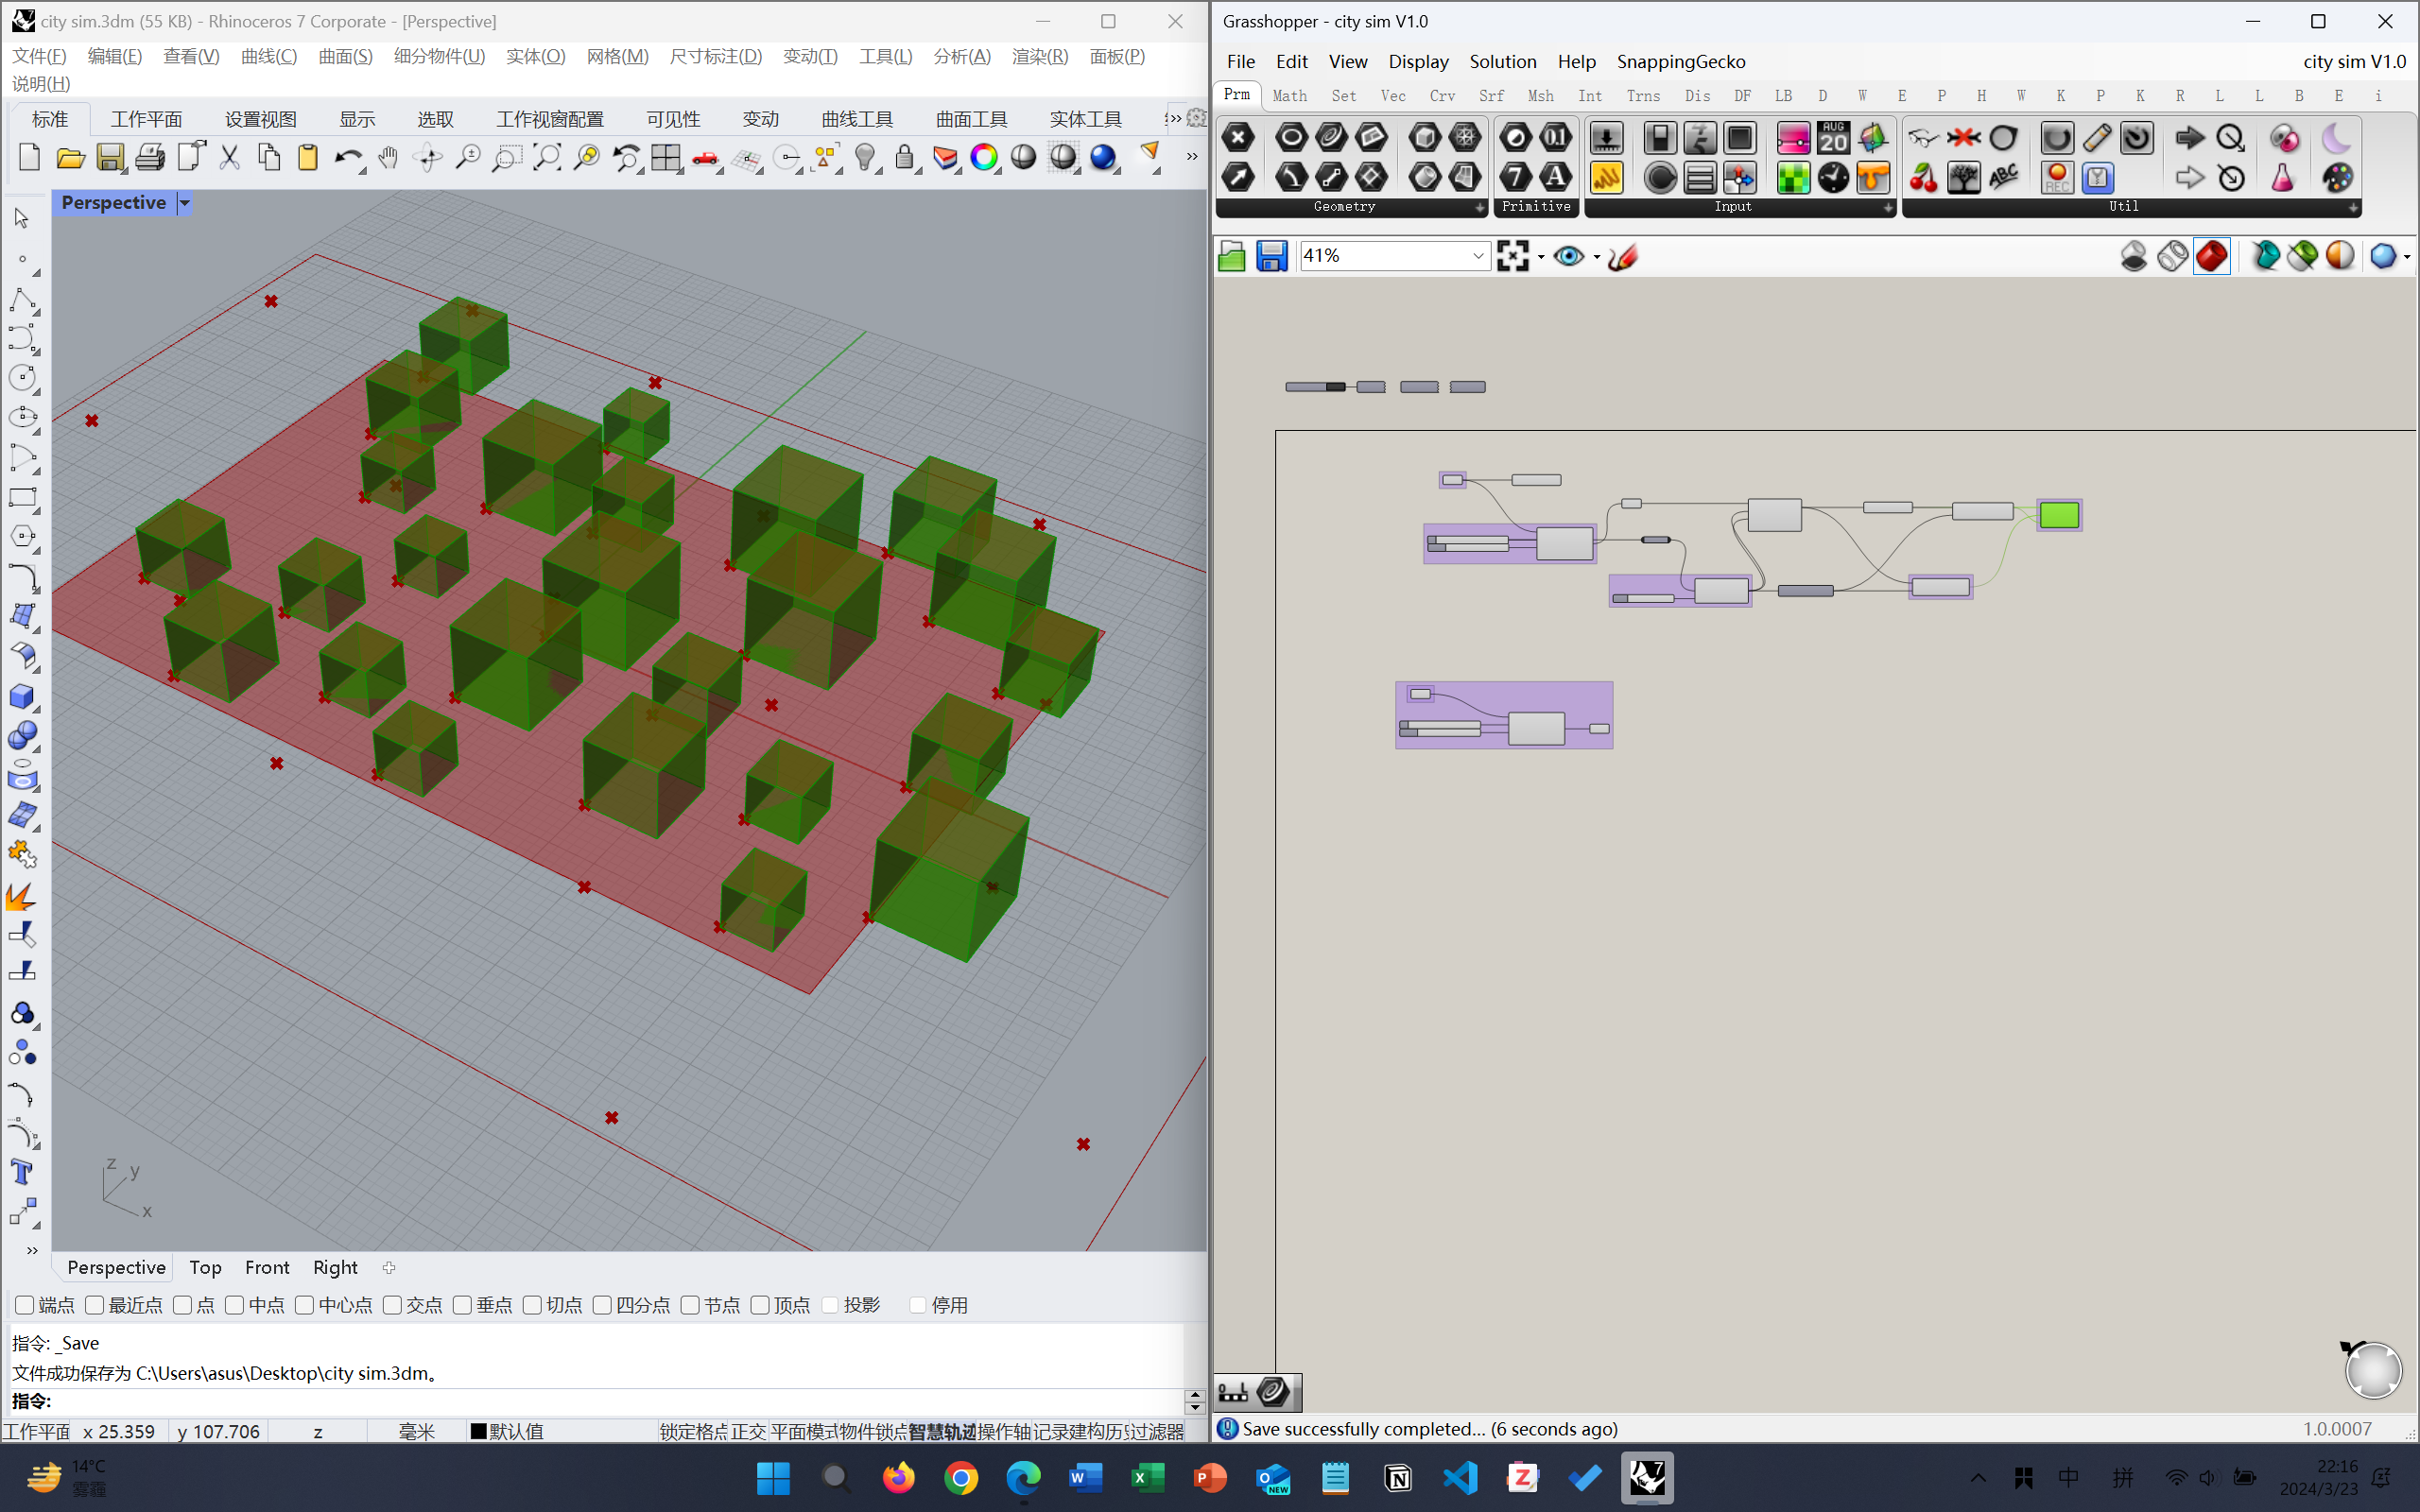 city sim.3dm (55 KB) - Rhinoceros 7 Corporate - [Perspective]
文件(F) 编辑(E) 查看(V) 曲线(C) 曲面(S) 细分物件(U) 实体(O) 网格(M) 尺寸标注(D) 变动(T) 工具(L) 分析(A) 渲染(R) 面板(P)
说明(H)
标准 工作平面 设置视图 显示 选取 工作视窗配置 可见性 变动 曲线工具 曲面工具 实体工具
Perspective
z y
x
Perspective Top Front Right
端点 最近点 点 中点 中心点 交点 垂点 切点 四分点 节点 顶点 投影 停用
指令: _Save
文件成功保存为 C:\Users\asus\Desktop\city sim.3dm。
指令:
工作平面 x 25.359 y 107.706 z 毫米 默认值 锁定格点 正交 平面模式 物件锁点 智慧轨迹 操作轴 记录建构历史 过滤器
Grasshopper - city sim V1.0
File Edit View Display Solution Help SnappingGecko city sim V1.0
Prm Math Set Vec Crv Srf Msh Int Trns Dis DF LB D W E P H W K P K R L L B E i
0.1 AUG 20
7 A ABC REC
Geometry Primitive Input Util
41%
Save successfully completed... (6 seconds ago) 1.0.0007
14°C
雾霾
NEW
中 拼
22:16
2024/3/23